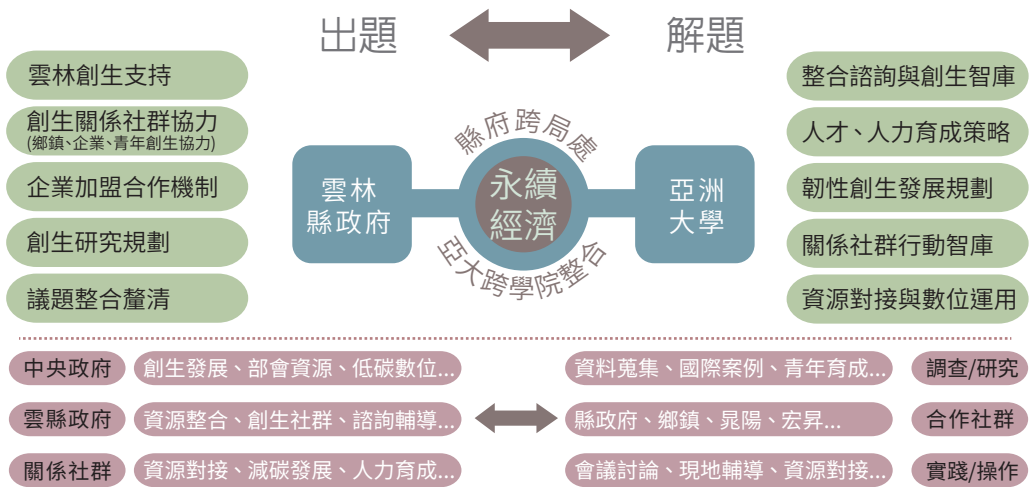 出題
解題
雲林創生支持
創生關係社群協力
(鄉鎮、企業、青年創生協力)
企業加盟合作機制
創生研究規劃
議題整合釐清
縣府跨局處
雲林
縣政府
永續
經濟
亞洲
大學
亞大跨學院整合
整合諮詢與創生智庫
人才、人力育成策略
韌性創生發展規劃
關係社群行動智庫
資源對接與數位運用
中央政府
創生發展、部會資源、低碳數位...
資料蒐集、國際案例、青年育成...
調查/研究
雲縣政府
資源整合、創生社群、諮詢輔導...
縣政府、鄉鎮、晁陽、宏昇...
合作社群
關係社群
資源對接、減碳發展、人力育成...
會議討論、現地輔導、資源對接...
實踐/操作